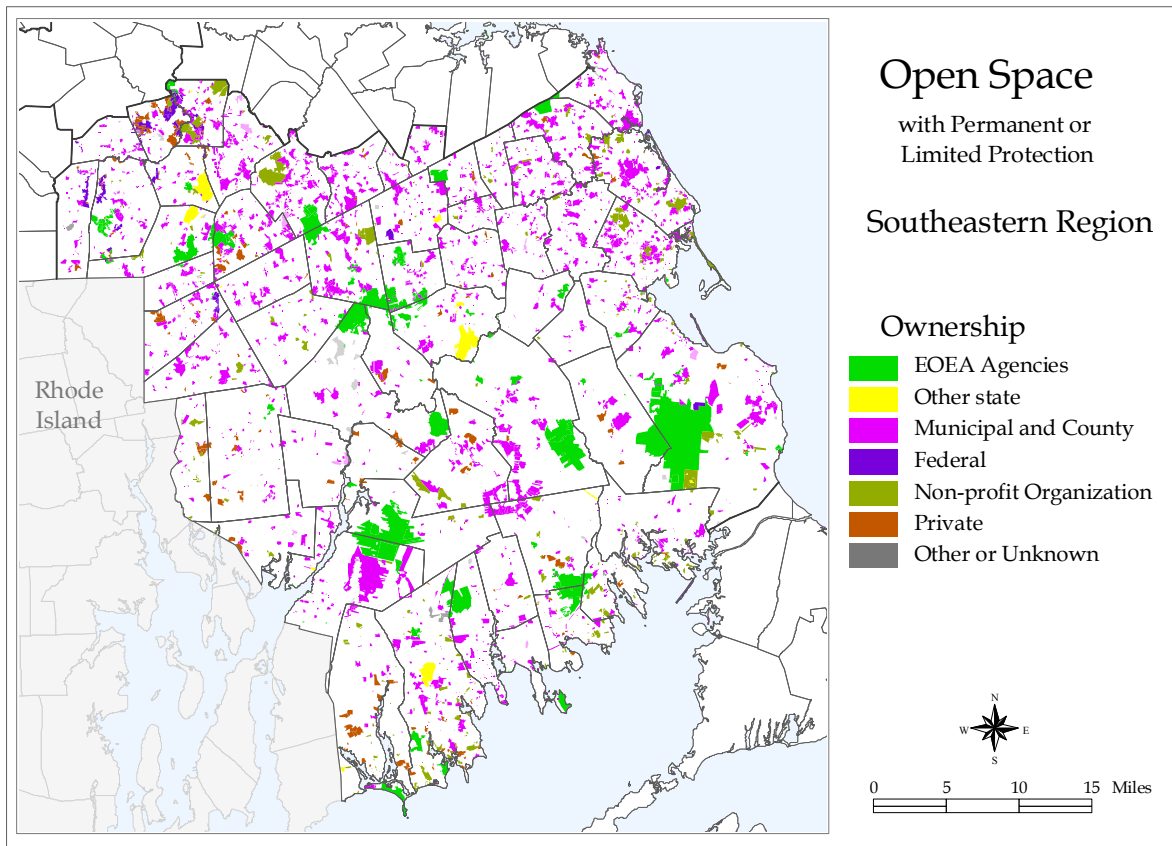 Open Space
with Permanent or
Limited Protection
Southeastern Region
Ownership
EOEA Agencies
Other state
Municipal and County
Federal
Non-profit Organization
Private
Other or Unknown
Rhode
Island
N
W E
S
0 5 10 15 Miles